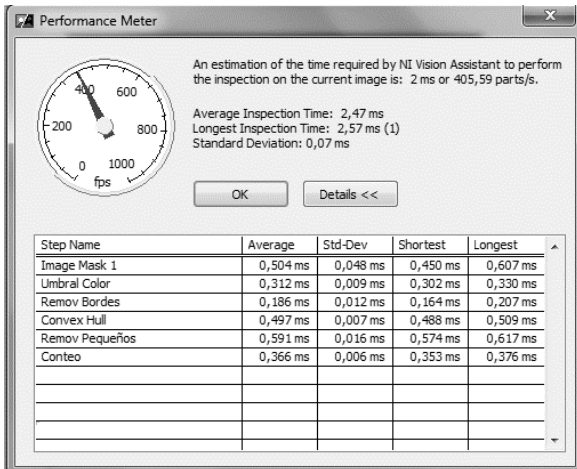 Performance Meter
An estimation of the time required by NI Vision Assistant to perform
the inspection on the current image is: 2 ms or 405,59 parts/s.
Average Inspection Time: 2,47 ms
Longest Inspection Time: 2,57 ms (1)
Standard Deviation: 0,07 ms
400 600
200 800
0 1000
fps
OK Details <<
Step Name Average Std-Dev Shortest Longest
Image Mask 1 0,504 ms 0,048 ms 0,450 ms 0,607 ms
Umbral Color 0,312 ms 0,009 ms 0,302 ms 0,330 ms
Remov Bordes 0,186 ms 0,012 ms 0,164 ms 0,207 ms
Convex Hull 0,497 ms 0,007 ms 0,488 ms 0,509 ms
Remov Pequeños 0,591 ms 0,016 ms 0,574 ms 0,617 ms
Conteo 0,366 ms 0,006 ms 0,353 ms 0,376 ms